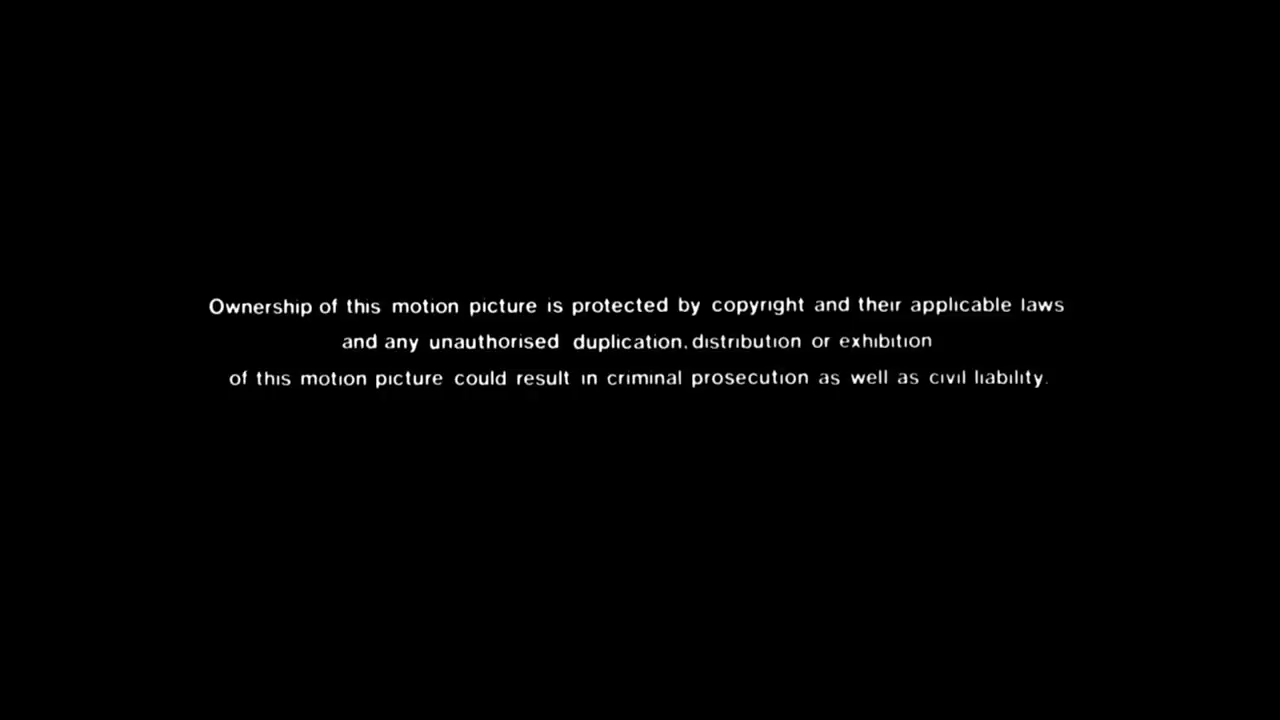 Ownership of this motion picture is protected by copyright and their applicable laws
and any unauthorised duplication, distribution or exhibition
of this motion picture could result in criminal prosecution as well as civil liability.